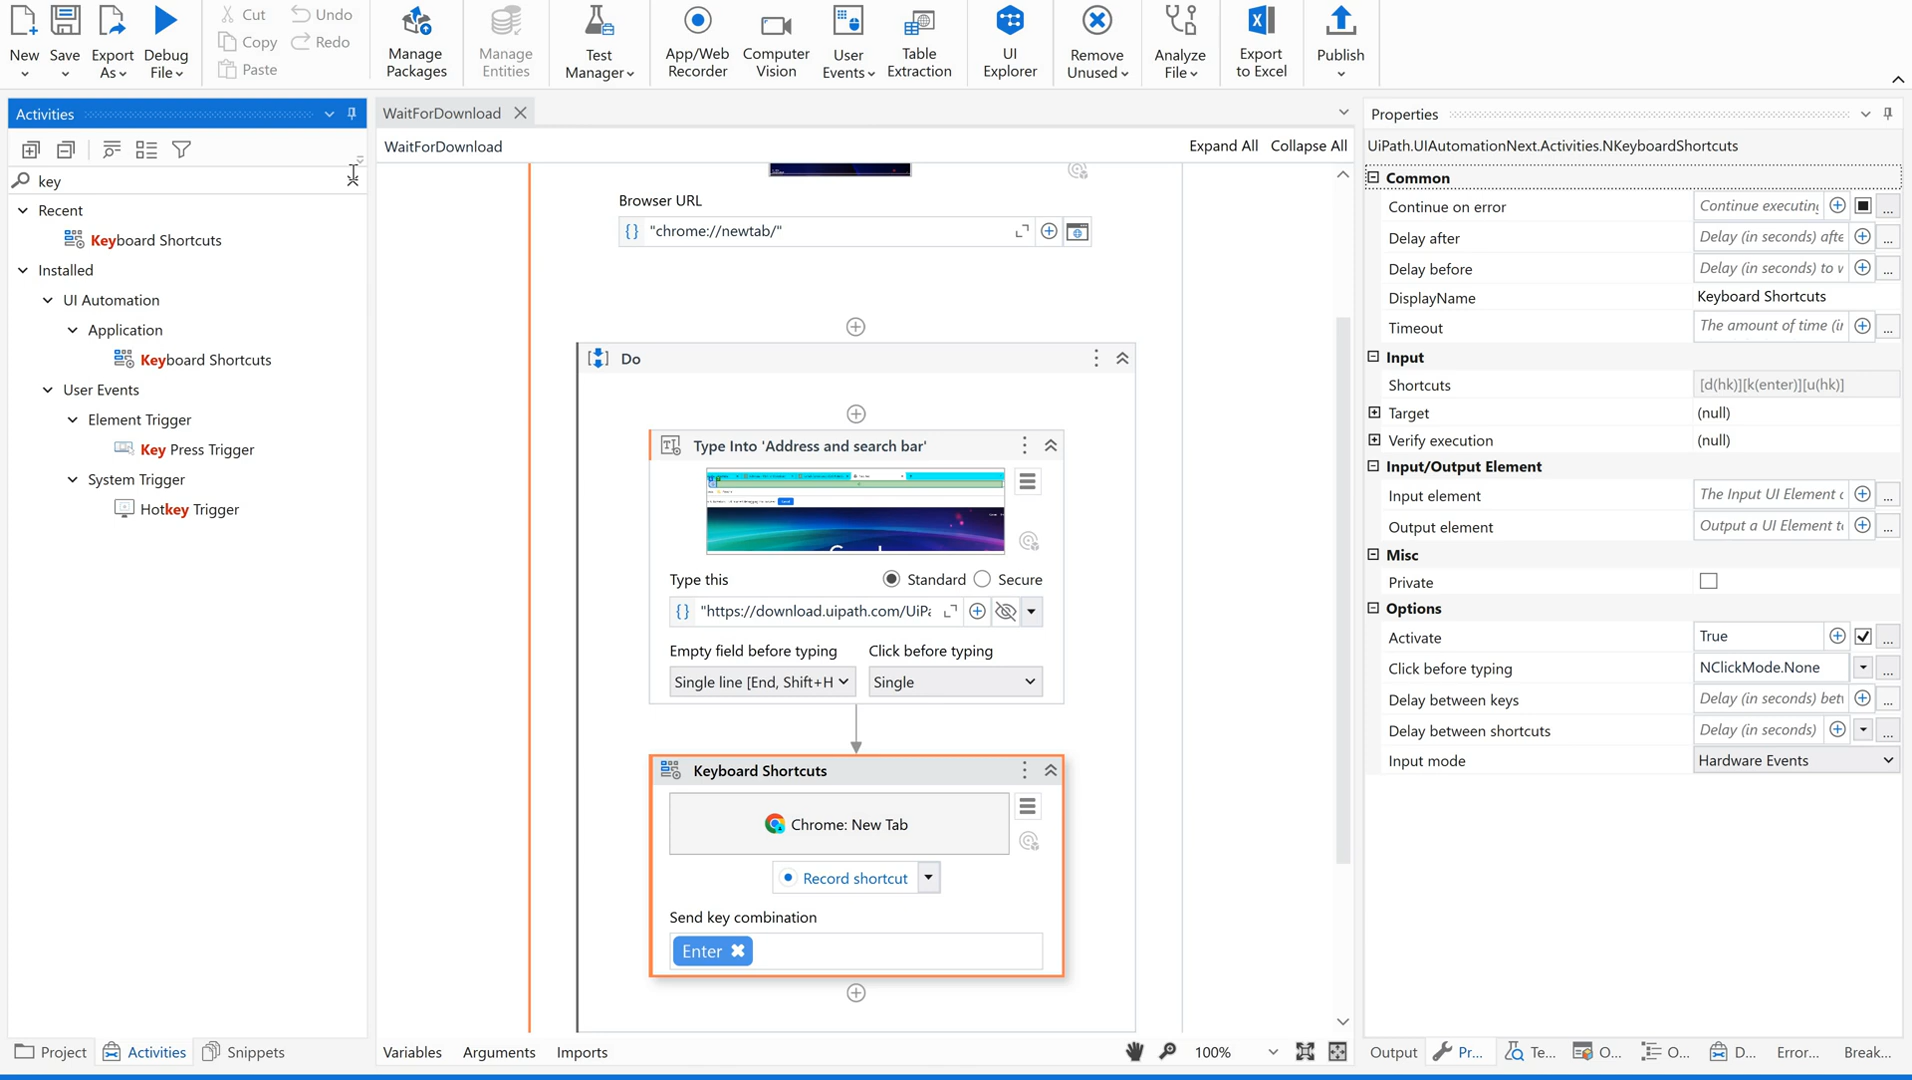 New
Save
Export As
Debug File
Cut
Copy
Paste
Undo
Redo
Manage Packages
Manage Entities
Test Manager
App/Web Recorder
Computer Vision
User Events
Table Extraction
UI Explorer
Remove Unused
Analyze File
Export to Excel
Publish
Activities
key
Recent
Keyboard Shortcuts
Installed
UI Automation
Application
Keyboard Shortcuts
User Events
Element Trigger
Key Press Trigger
System Trigger
Hotkey Trigger
Project
Activities
Snippets
WaitForDownload
WaitForDownload
Expand All
Collapse All
Browser URL
{} "chrome://newtab/"
Do
Type Into 'Address and search bar'
Type this
Standard
Secure
{} "https://download.uipath.com/UiPa
Empty field before typing
Click before typing
Single line [End, Shift+H
Single
Keyboard Shortcuts
Chrome: New Tab
Record shortcut
Send key combination
Enter
Variables
Arguments
Imports
100%
Properties
UiPath.UIAutomationNext.Activities.NKeyboardShortcuts
Common
Continue on error Continue executing ...
Delay after Delay (in seconds) afte ...
Delay before Delay (in seconds) to w ...
DisplayName Keyboard Shortcuts
Timeout The amount of time (in ...
Input
Shortcuts [d(hk)][k(enter)][u(hk)]
Target (null)
Verify execution (null)
Input/Output Element
Input element The Input UI Element ...
Output element Output a UI Element to ...
Misc
Private
Options
Activate True ...
Click before typing NClickMode.None ...
Delay between keys Delay (in seconds) bet ...
Delay between shortcuts Delay (in seconds) ...
Input mode Hardware Events
Output
Pr...
Te...
O...
O...
D...
Error...
Break...